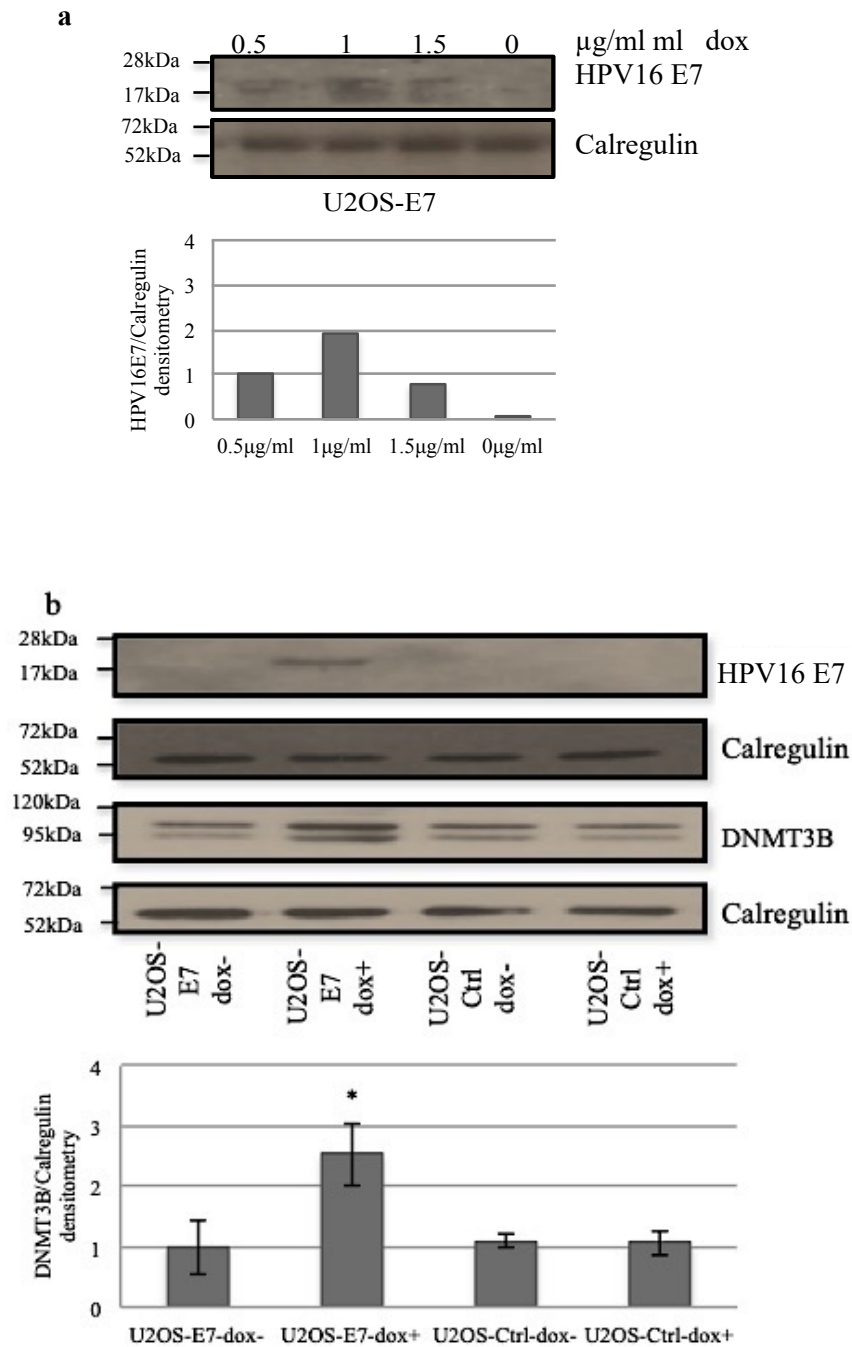 a
0.5 1 1.5 0 µg/ml ml dox
28kDa
HPV16 E7
17kDa
72kDa
Calregulin
52kDa
U2OS-E7
HPV16E7/Calregulin
densitometry
4
3
2
1
0
0.5µg/ml 1µg/ml 1.5µg/ml 0µg/ml
b
28kDa
17kDa
HPV16 E7
72kDa
Calregulin
52kDa
120kDa
95kDa
DNMT3B
72kDa
Calregulin
52kDa
U2OS-
E7
dox-
U2OS-
E7
dox+
U2OS-
Ctrl
dox-
U2OS-
Ctrl
dox+
DNMT3B/Calregulin
densitometry
4
*
3
2
1
0
U2OS-E7-dox- U2OS-E7-dox+ U2OS-Ctrl-dox- U2OS-Ctrl-dox+